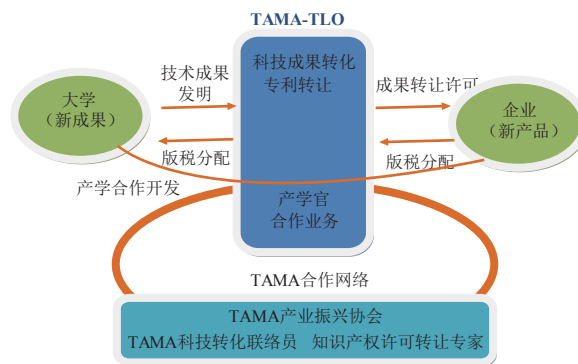 TAMA-TLO
科技成果转化
专利转让
技术成果
发明
成果转让许可
大学
（新成果）
企业
（新产品）
版税分配
版税分配
产学合作开发
产学官
合作业务
TAMA合作网络
TAMA产业振兴协会
TAMA科技转化联络员 知识产权许可转让专家